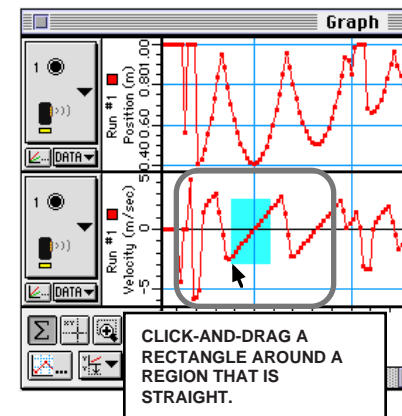 Graph
1
Run #1
Position (m)
0.40 0.60 0.80 1.00
DATA
1
Run #1
Velocity (m/sec)
5
0
-5
DATA
Σ
CLICK-AND-DRAG A
RECTANGLE AROUND A
REGION THAT IS
STRAIGHT.